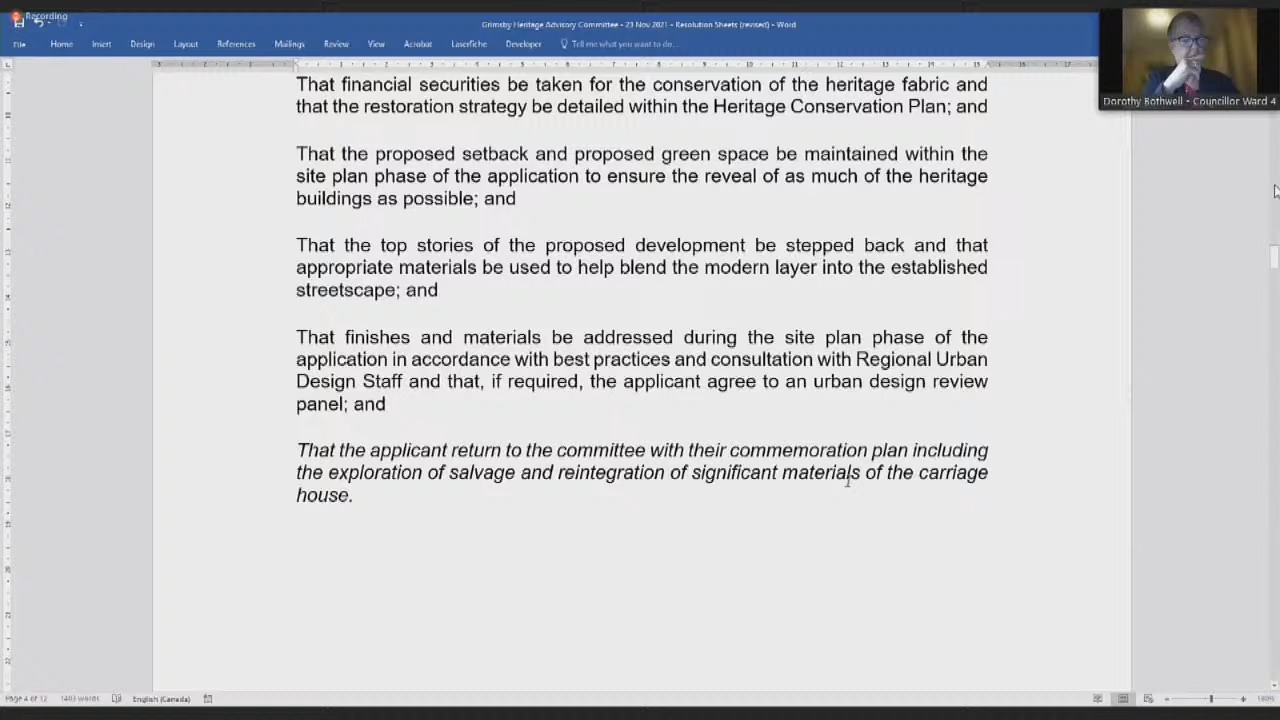 Recording
Grimsby Heritage Advisory Committee - 23 Nov 2021 - Resolution Sheets (revised) - Word
File Home Insert Design Layout References Mailings Review View Acrobat Laserfiche Developer Tell me what you want to do...
Dorothy Bothwell - Councillor Ward 4
That financial securities be taken for the conservation of the heritage fabric and
that the restoration strategy be detailed within the Heritage Conservation Plan; and
That the proposed setback and proposed green space be maintained within the
site plan phase of the application to ensure the reveal of as much of the heritage
buildings as possible; and
That the top stories of the proposed development be stepped back and that
appropriate materials be used to help blend the modern layer into the established
streetscape; and
That finishes and materials be addressed during the site plan phase of the
application in accordance with best practices and consultation with Regional Urban
Design Staff and that, if required, the applicant agree to an urban design review
panel; and
That the applicant return to the committee with their commemoration plan including
the exploration of salvage and reintegration of significant materials of the carriage
house.
Page 4 of 12 1403 words English (Canada) 130%